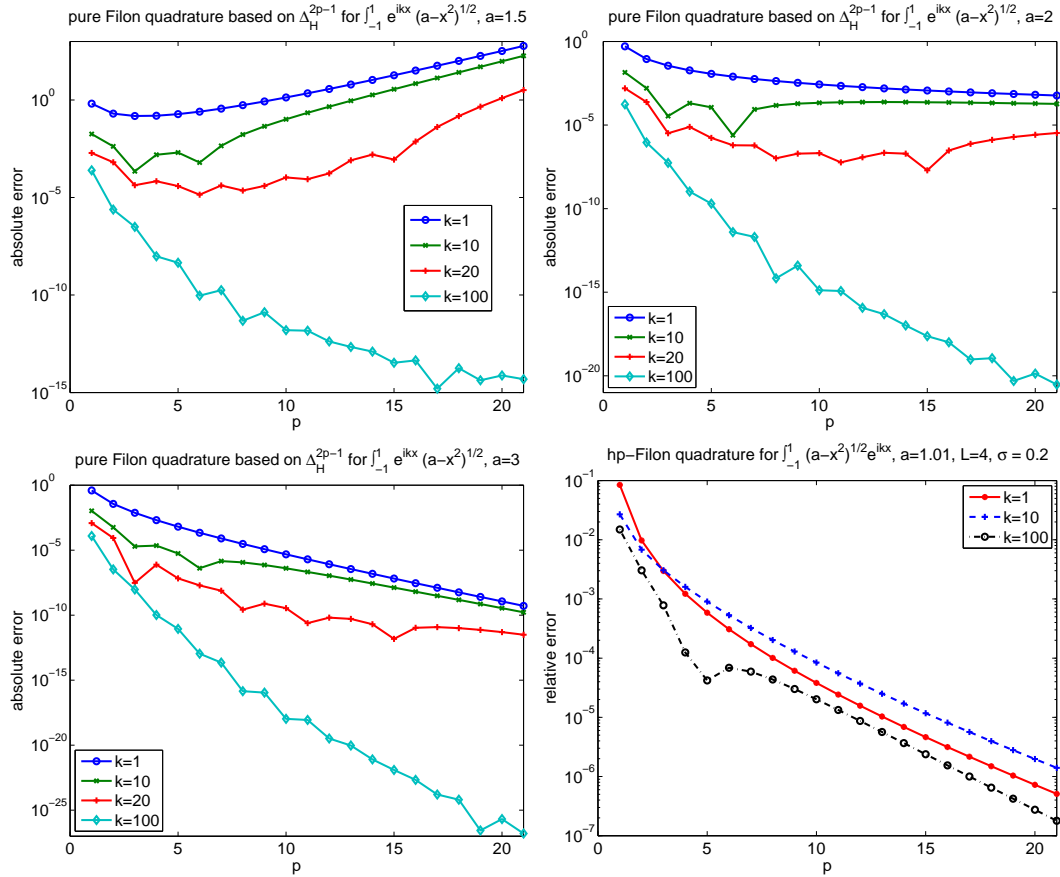 pure Filon quadrature based on Δ_H^{2p−1} for ∫_{−1}^{1} e^{ikx} (a−x^2)^{1/2}, a=1.5
absolute error
10^0
10^{−5}
10^{−10}
10^{−15}
0
5
10
15
20
p
k=1
k=10
k=20
k=100
pure Filon quadrature based on Δ_H^{2p−1} for ∫_{−1}^{1} e^{ikx} (a−x^2)^{1/2}, a=2
absolute error
10^0
10^{−5}
10^{−10}
10^{−15}
10^{−20}
0
5
10
15
20
p
k=1
k=10
k=20
k=100
pure Filon quadrature based on Δ_H^{2p−1} for ∫_{−1}^{1} e^{ikx} (a−x^2)^{1/2}, a=3
absolute error
10^0
10^{−5}
10^{−10}
10^{−15}
10^{−20}
10^{−25}
0
5
10
15
20
p
k=1
k=10
k=20
k=100
hp−Filon quadrature for ∫_{−1}^{1} (a−x^2)^{1/2}e^{ikx}, a=1.01, L=4, σ = 0.2
relative error
10^{−1}
10^{−2}
10^{−3}
10^{−4}
10^{−5}
10^{−6}
10^{−7}
0
5
10
15
20
p
k=1
k=10
k=100